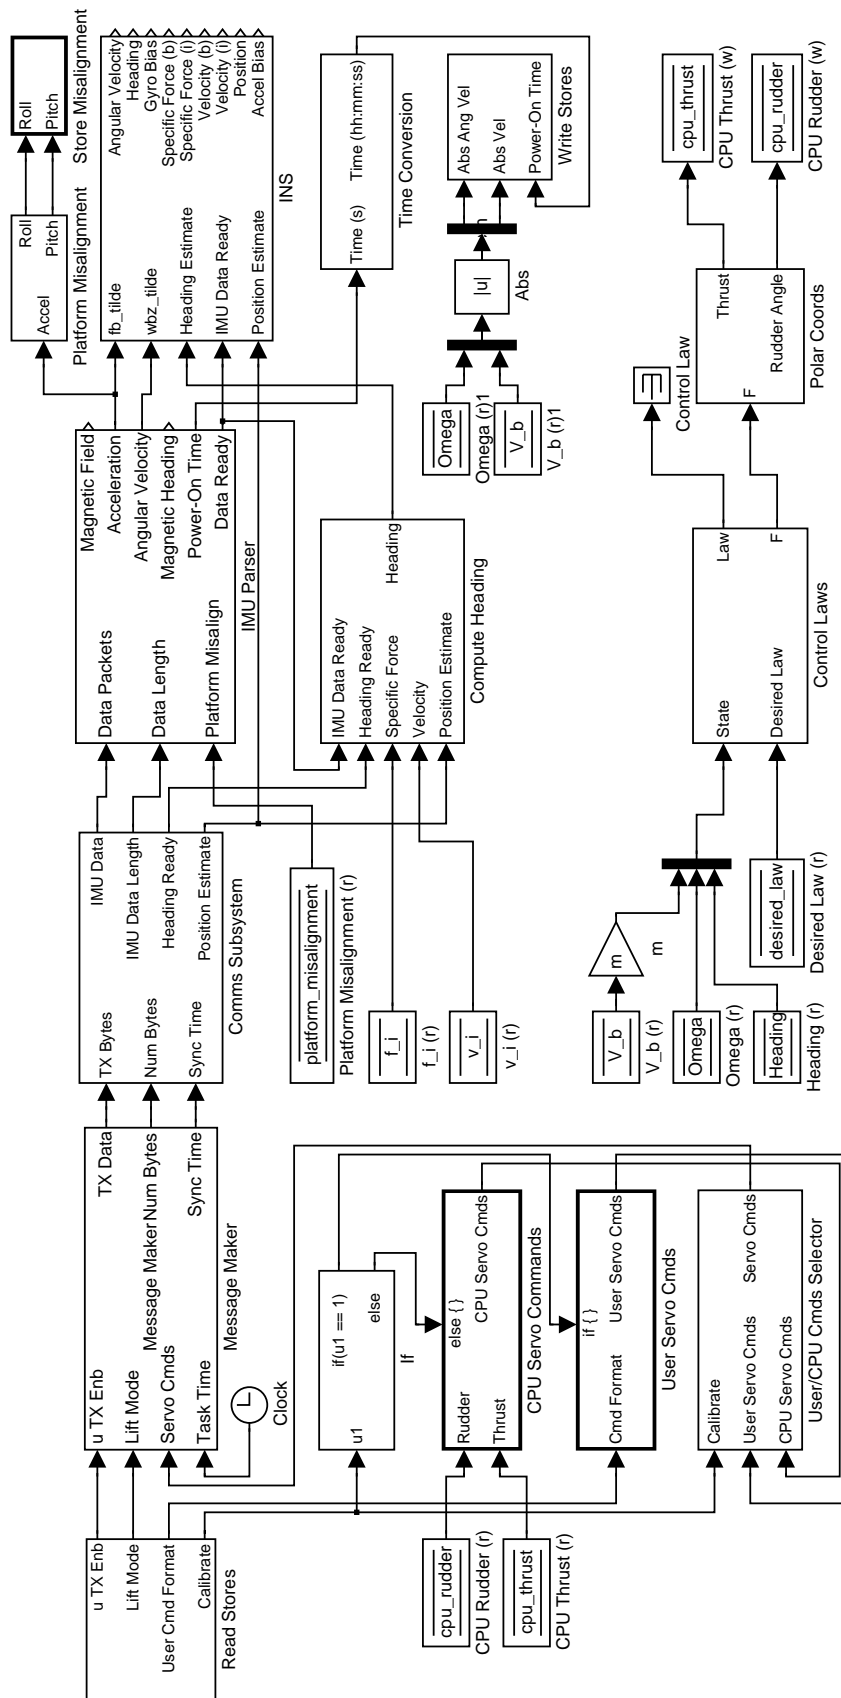 u TX Enb
Lift Mode
User Cmd Format
Calibrate
Read Stores
u TX Enb
Lift Mode
Servo Cmds
Task Time
Message Maker
TX Data
Num Bytes
Sync Time
Message Maker
Clock
TX Bytes
Num Bytes
Sync Time
IMU Data
IMU Data Length
Heading Ready
Position Estimate
Comms Subsystem
Data Packets
Data Length
Platform Misalign
Magnetic Field
Acceleration
Angular Velocity
Magnetic Heading
Power-On Time
Data Ready
IMU Parser
Accel
Roll
Pitch
Platform Misalignment
Roll
Pitch
Store Misalignment
fb_tilde
wbz_tilde
Heading Estimate
IMU Data Ready
Position Estimate
Angular Velocity
Heading
Gyro Bias
Specific Force (b)
Specific Force (i)
Velocity (b)
Velocity (i)
Position
Accel Bias
INS
platform_misalignment
Platform Misalignment (r)
f_i
f_i (r)
v_i
v_i (r)
IMU Data Ready
Heading Ready
Specific Force
Velocity
Position Estimate
Heading
Compute Heading
Time (s)
Time (hh:mm:ss)
Time Conversion
Omega
Omega (r)1
V_b
V_b (r)1
|u|
Abs
Abs Ang Vel
Abs Vel
Power-On Time
Write Stores
u1
if(u1 == 1)
else
If
cpu_rudder
CPU Rudder (r)
cpu_thrust
CPU Thrust (r)
Rudder
Thrust
else { }
CPU Servo Cmds
CPU Servo Commands
Cmd Format
if { }
User Servo Cmds
User Servo Cmds
Calibrate
User Servo Cmds
CPU Servo Cmds
Servo Cmds
User/CPU Cmds Selector
V_b
V_b (r)
m
m
Omega
Omega (r)
Heading
Heading (r)
desired_law
Desired Law (r)
State
Desired Law
Law
F
Control Laws
Control Law
F
Thrust
Rudder Angle
Polar Coords
cpu_thrust
CPU Thrust (w)
cpu_rudder
CPU Rudder (w)